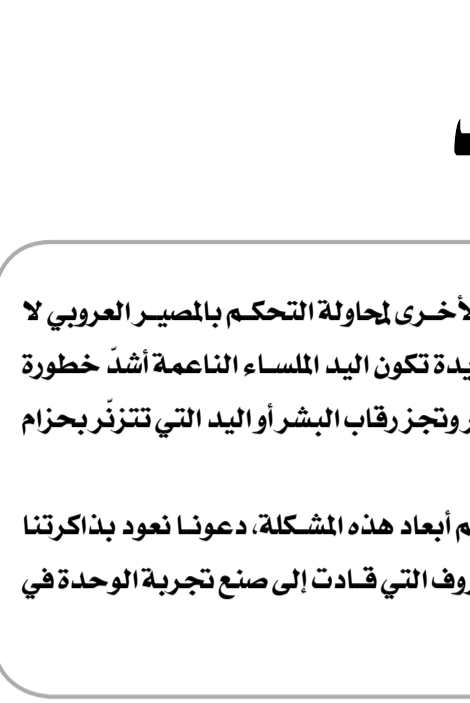 لأخرى لمحاولة التحكم بالمصير العروبي لا
يدة تكون اليد الملساء الناعمة أشدّ خطورة
ر وتجز رقاب البشر أو اليد التي تتزنّر بحزام
م أبعاد هذه المشكلة، دعونا نعود بذاكرتنا
روف التي قادت إلى صنع تجربة الوحدة في